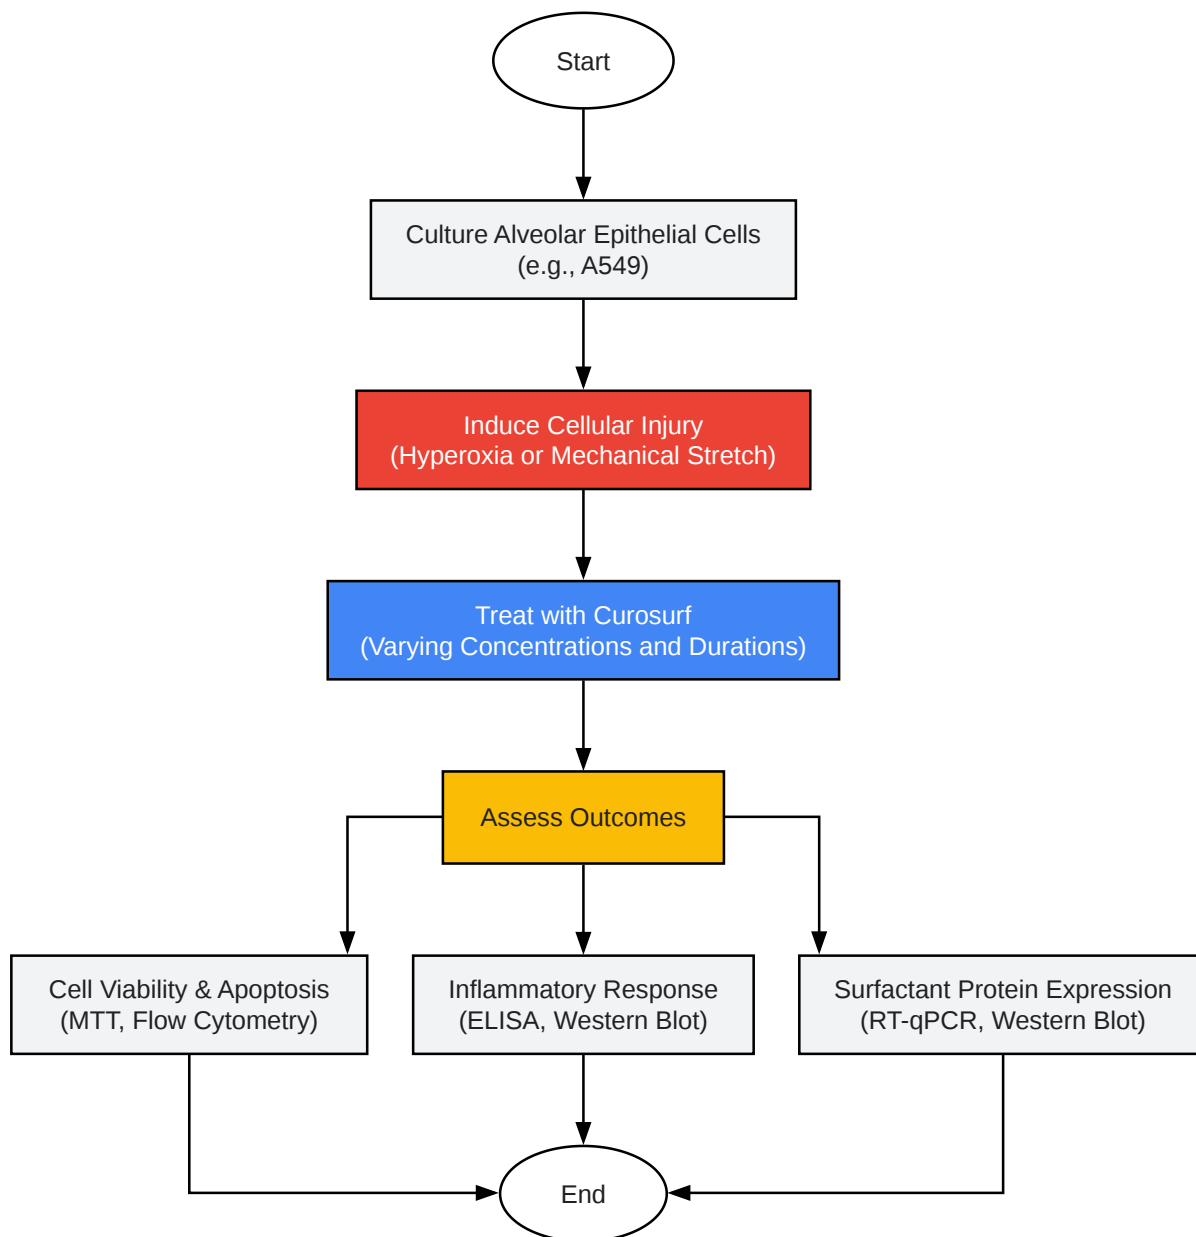 Start
Culture Alveolar Epithelial Cells
(e.g., A549)
Induce Cellular Injury
(Hyperoxia or Mechanical Stretch)
Treat with Curosurf
(Varying Concentrations and Durations)
Assess Outcomes
Cell Viability & Apoptosis
(MTT, Flow Cytometry)
Inflammatory Response
(ELISA, Western Blot)
Surfactant Protein Expression
(RT-qPCR, Western Blot)
End